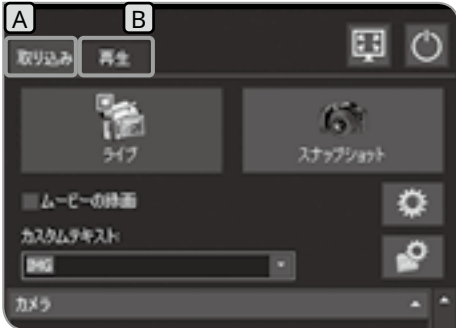 A B
取り込み 再生
ライブ スナップショット
ムービーの録画
カスタムテキスト:
IMG
カメラ